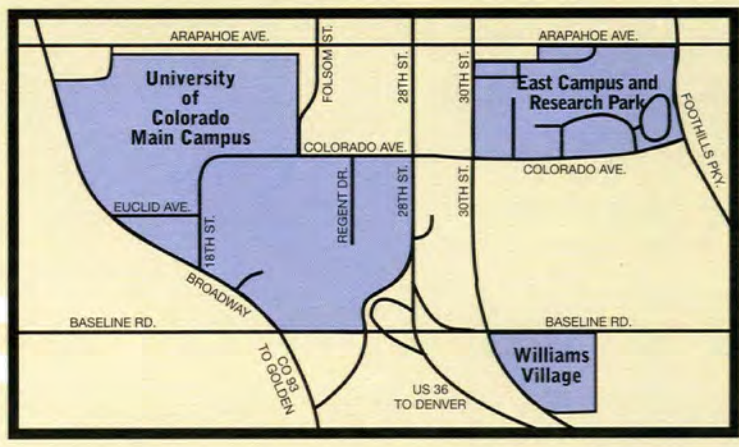 ARAPAHOE AVE.
FOLSOM ST.
28TH ST.
30TH ST.
ARAPAHOE AVE.
University
of
Colorado
Main Campus
East Campus and
Research Park
FOOTHILLS PKY.
COLORADO AVE.
COLORADO AVE.
EUCLID AVE.
18TH ST.
REGENT DR.
28TH ST.
30TH ST.
BROADWAY
BASELINE RD.
BASELINE RD.
CO 93
TO GOLDEN
US 36
TO DENVER
Williams
Village